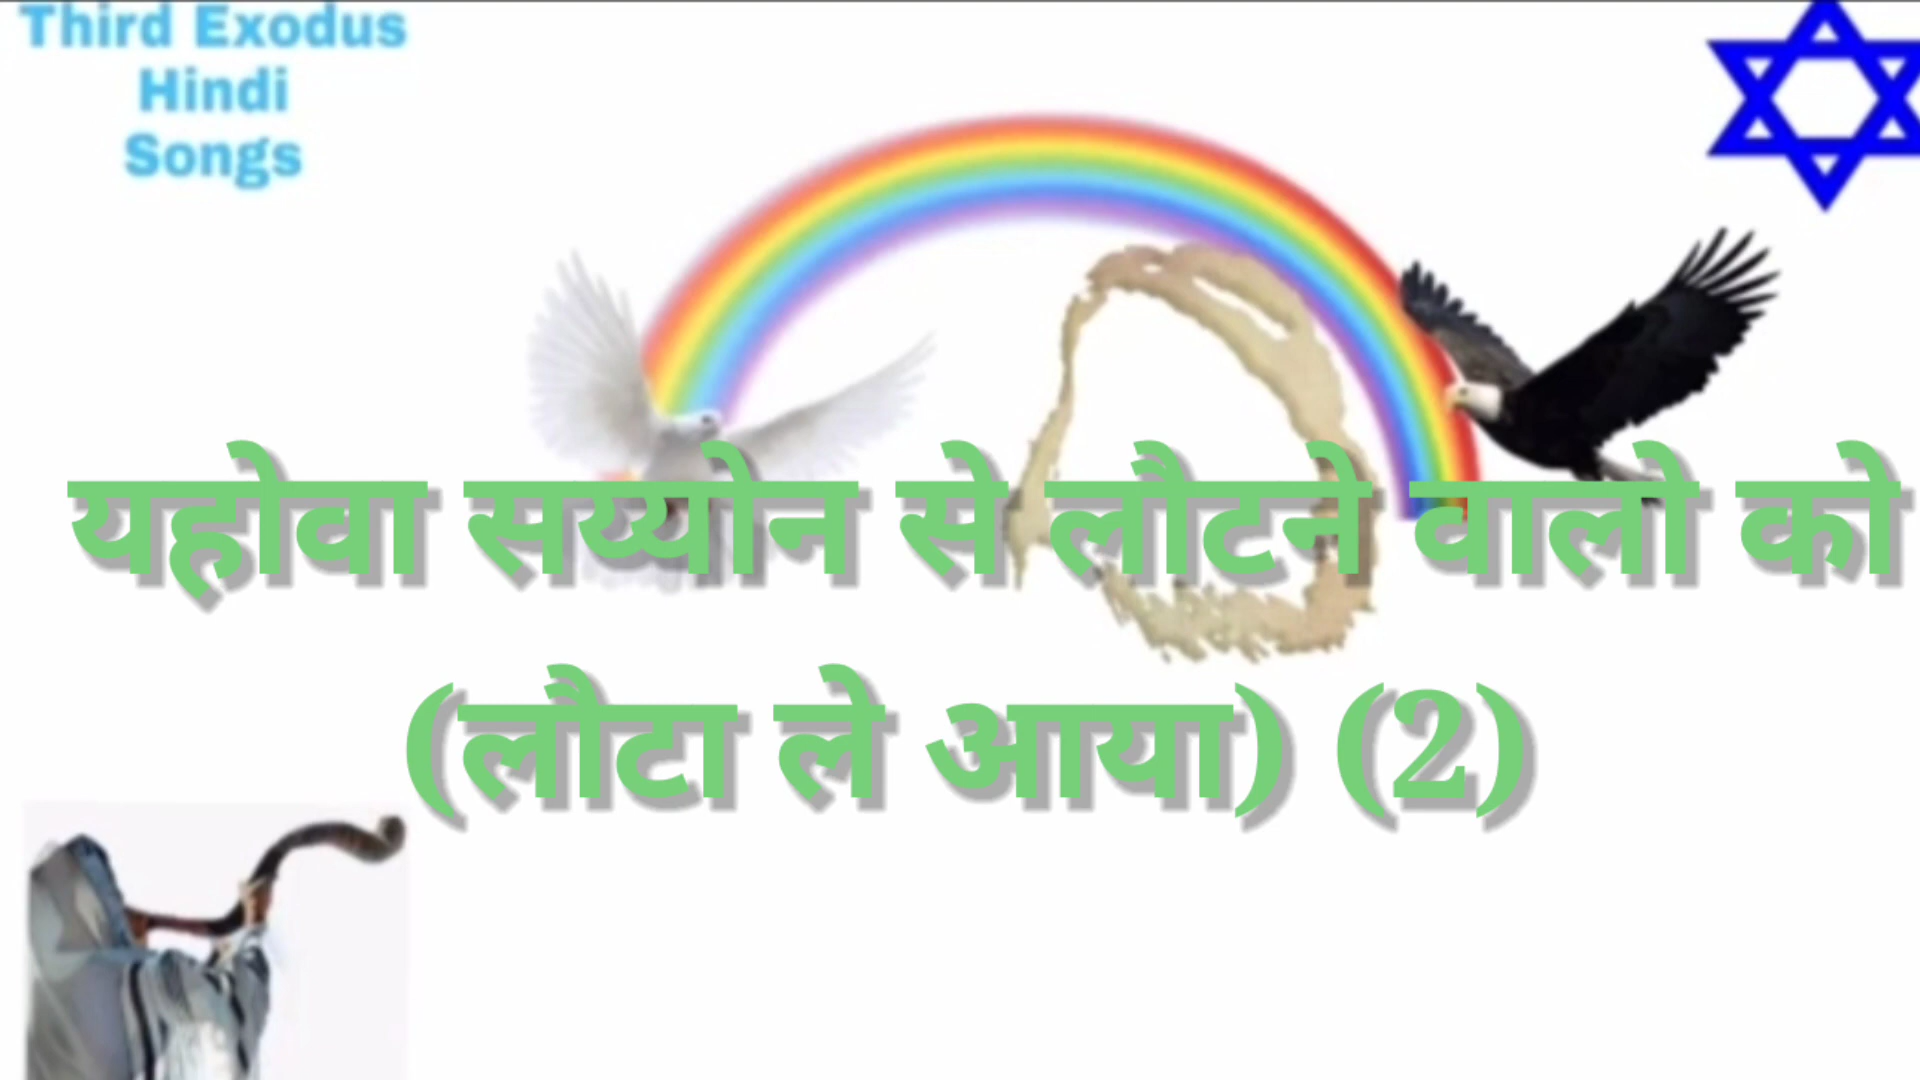 Third Exodus
Hindi
Songs
यहोवा सय्योन से लौटने वालो को
(लौटा ले आया) (2)